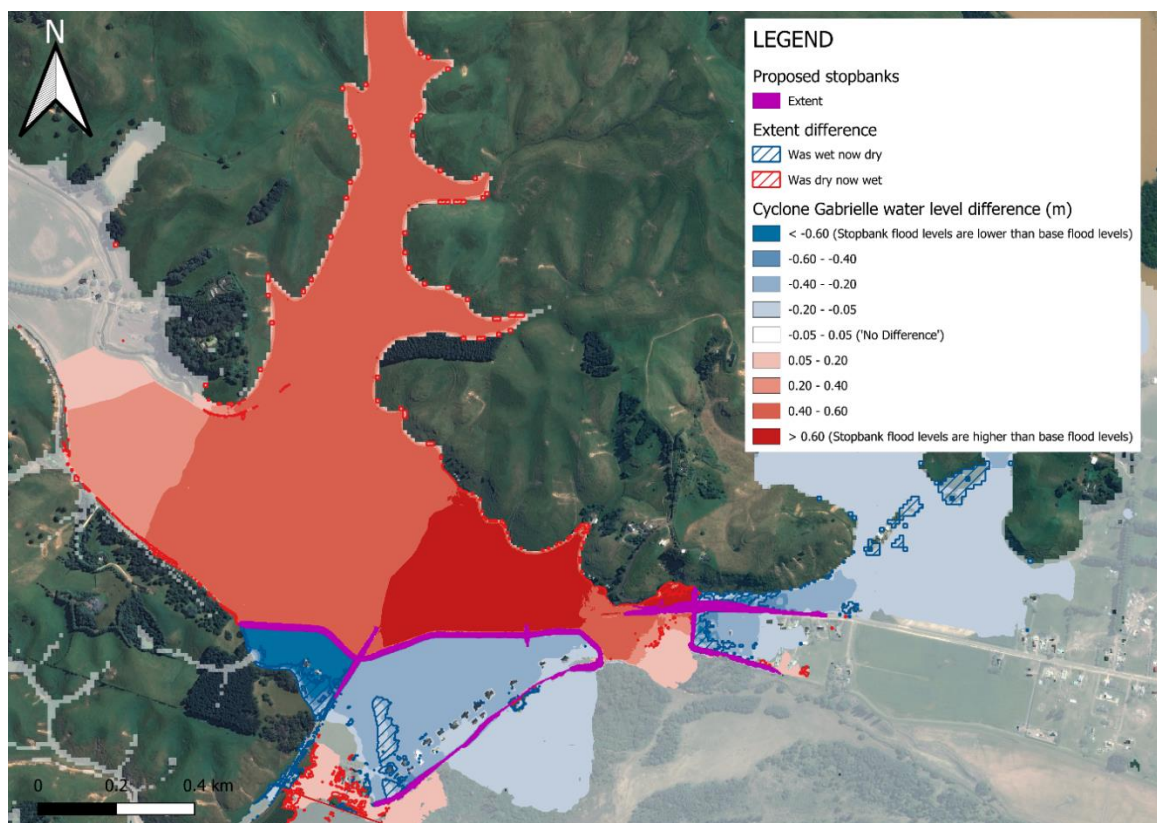 N
LEGEND
Proposed stopbanks
Extent
Extent difference
Was wet now dry
Was dry now wet
Cyclone Gabrielle water level difference (m)
< -0.60 (Stopbank flood levels are lower than base flood levels)
-0.60 - -0.40
-0.40 - -0.20
-0.20 - -0.05
-0.05 - 0.05 ('No Difference')
0.05 - 0.20
0.20 - 0.40
0.40 - 0.60
> 0.60 (Stopbank flood levels are higher than base flood levels)
0 0.2 0.4 km